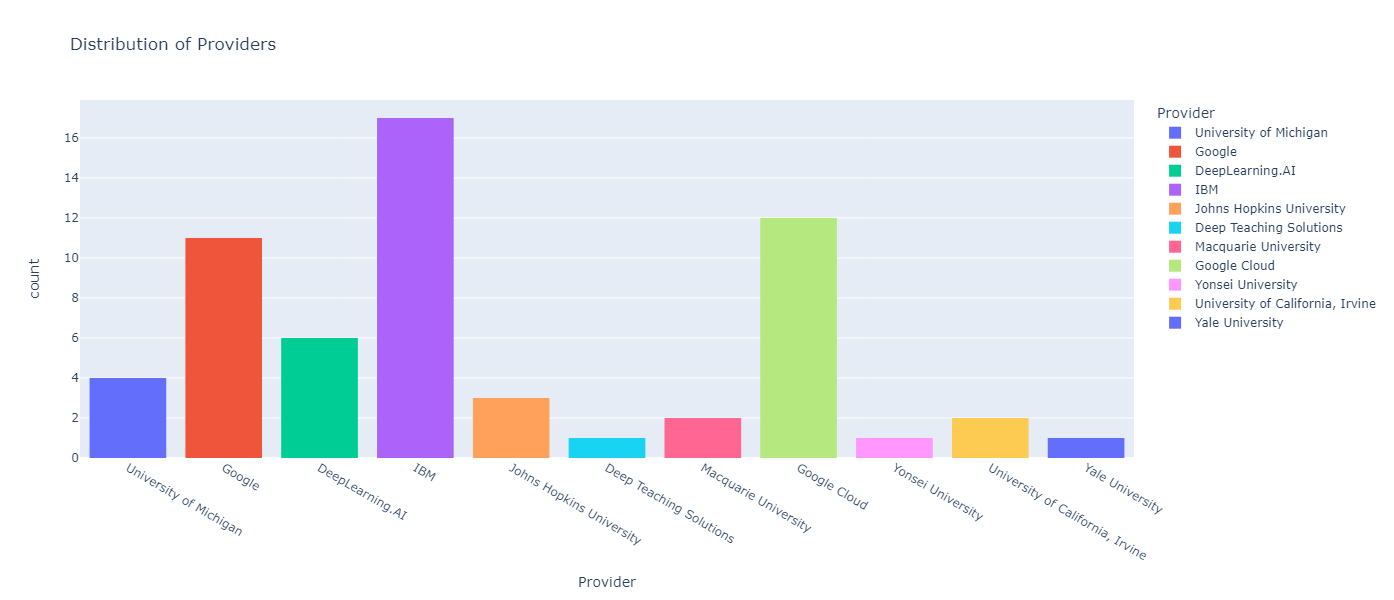 Distribution of Providers
count
16
14
12
10
8
6
4
2
0
University of Michigan
Google
DeepLearning.AI
IBM
Johns Hopkins University
Deep Teaching Solutions
Macquarie University
Google Cloud
Yonsei University
University of California, Irvine
Yale University
Provider
Provider
University of Michigan
Google
DeepLearning.AI
IBM
Johns Hopkins University
Deep Teaching Solutions
Macquarie University
Google Cloud
Yonsei University
University of California, Irvine
Yale University